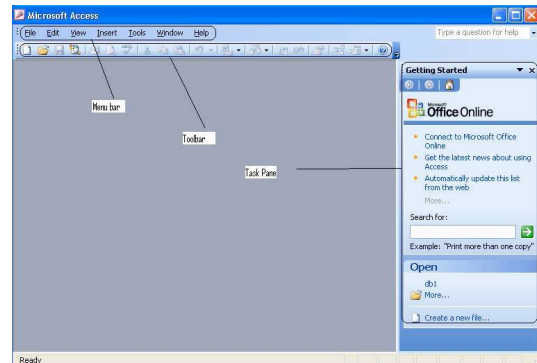 Microsoft Access
File Edit View Insert Tools Window Help
Type a question for help
Getting Started
Menu bar
Microsoft
Office Online
Toolbar
Connect to Microsoft Office
Online
Get the latest news about using
Access
Automatically update this list
from the web
More...
Task Pane
Search for:
Example: "Print more than one copy"
Open
db1
More...
Create a new file...
Ready